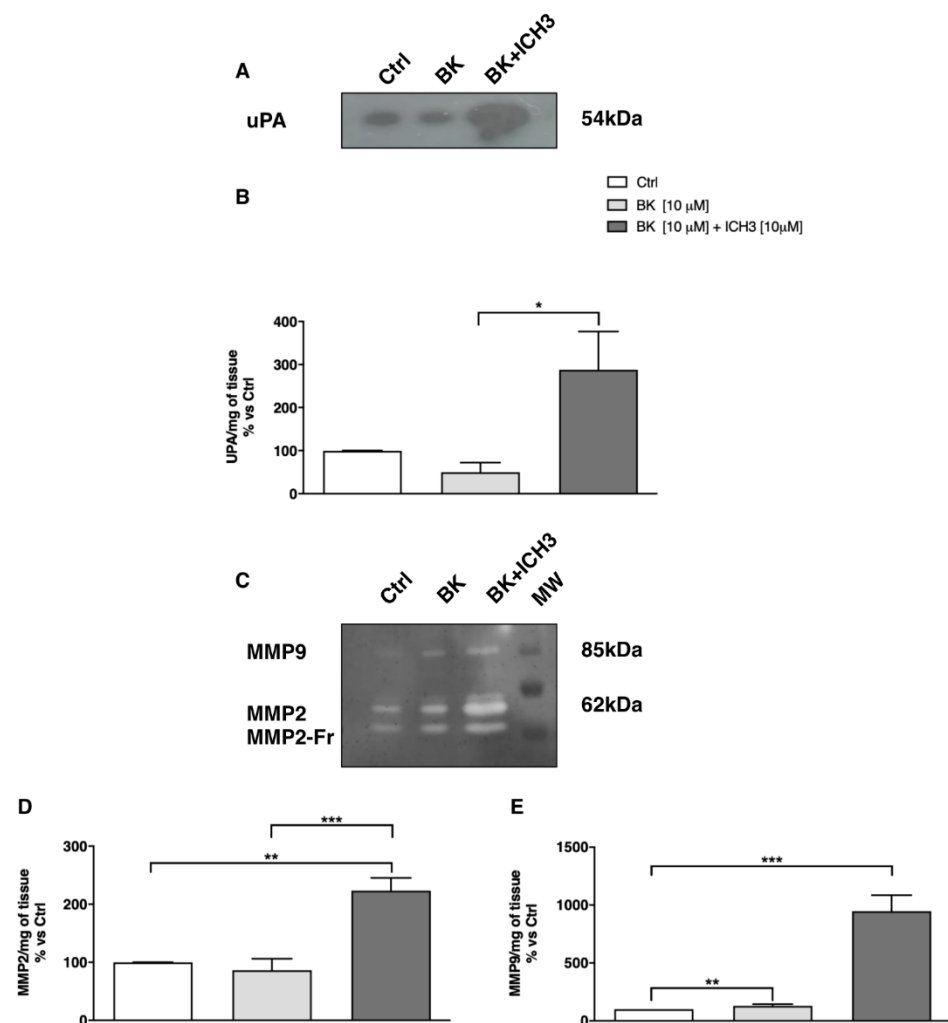 A
Ctrl
BK
BK+ICH3
uPA
54kDa
B
Ctrl
BK [10 µM]
BK [10 µM] + ICH3 [10µM]
*
400
300
200
100
0
UPA/mg of tissue
% vs Ctrl
C
Ctrl
BK
BK+ICH3
MW
MMP9
85kDa
MMP2
62kDa
MMP2-Fr
D
***
**
300
200
100
0
MMP2/mg of tissue
% vs Ctrl
E
***
**
1500
1000
500
0
MMP9/mg of tissue
% vs Ctrl